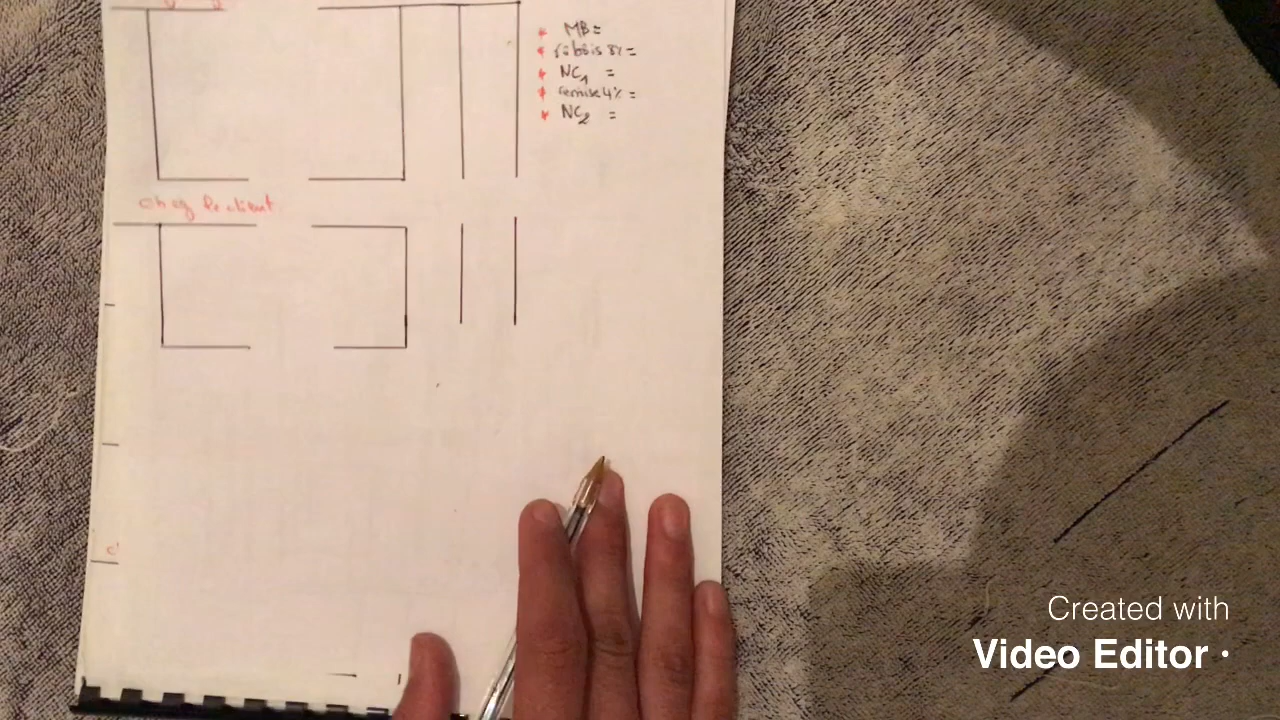 * MB =
* rabais 8% =
* NC1 =
* remise 4% =
* NC2 =
chez le client
Created with
Video Editor